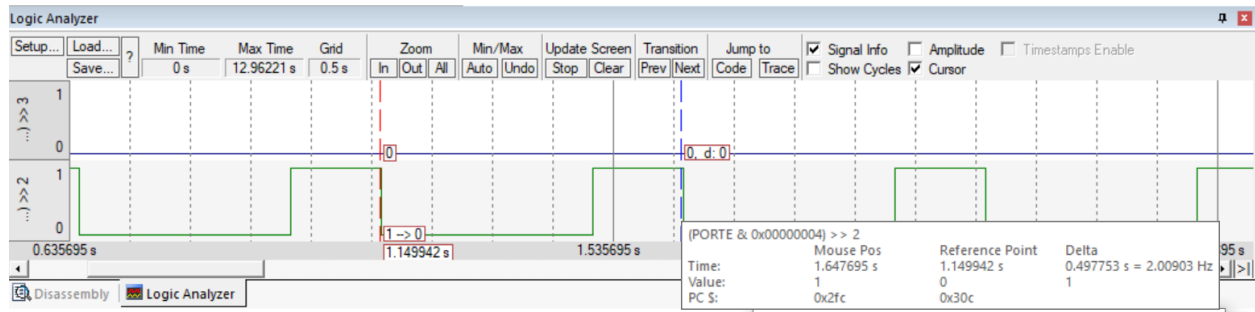 Logic Analyzer
Setup... Load... ? Min Time Max Time Grid Zoom Min/Max Update Screen Transition Jump to Signal Info Amplitude Timestamps Enable
Save... 0 s 12.96221 s 0.5 s In Out All Auto Undo Stop Clear Prev Next Code Trace Show Cycles Cursor
1
...) >> 3
0
0
0, d: 0
1
...) >> 2
0
1 --> 0
0.635695 s 1.149942 s 1.535695 s 95 s
(PORTE & 0x00000004) >> 2
Mouse Pos Reference Point Delta
Time: 1.647695 s 1.149942 s 0.497753 s = 2.00903 Hz
Value: 1 0 1
PC $: 0x2fc 0x30c
Disassembly Logic Analyzer